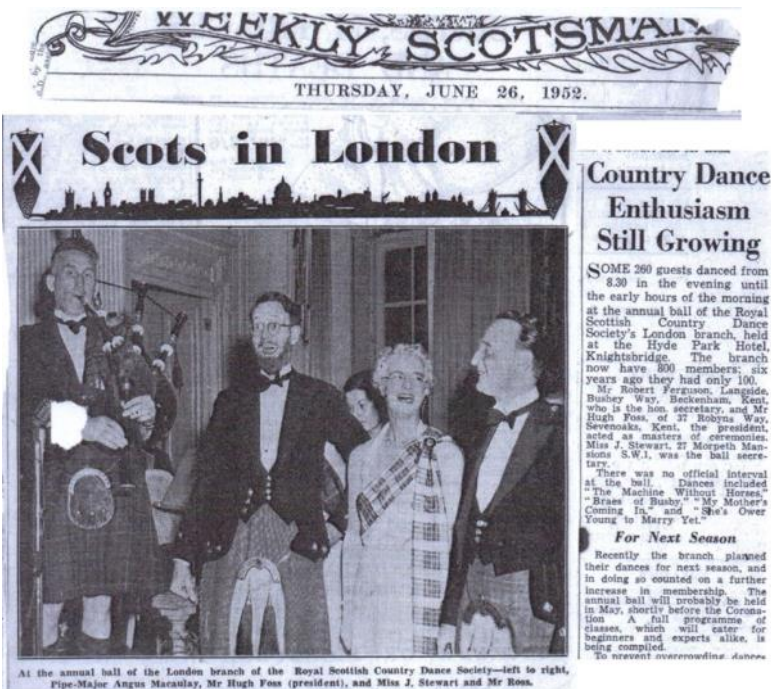 WEEKLY SCOTSMAN
THURSDAY, JUNE 26, 1952.
Scots in London
At the annual ball of the London branch of the Royal Scottish Country Dance Society—left to right,
Pipe-Major Angus Macaulay, Mr Hugh Foss (president), and Miss J. Stewart and Mr Ross.
Country Dance
Enthusiasm
Still Growing
SOME 260 guests danced from
8.30 in the evening until
the early hours of the morning
at the annual ball of the Royal
Scottish Country Dance
Society's London branch, held
at the Hyde Park Hotel,
Knightsbridge. The branch
now have 800 members; six
years ago they had only 100.
Mr Robert Ferguson, Langside,
Bushey Way, Beckenham, Kent,
who is the hon. secretary, and Mr
Hugh Foss, of 37 Robyns Way,
Sevenoaks, Kent, the president,
acted as masters of ceremonies.
Miss J. Stewart, 27 Morpeth Man-
sions S.W.1, was the ball secre-
tary.
There was no official interval
at the ball. Dances included
"The Machine Without Horses,"
"Braes of Busby," "My Mother's
Coming In," and "She's Ower
Young to Marry Yet."
For Next Season
Recently the branch planned
their dances for next season, and
in doing so counted on a further
increase in membership. The
annual ball will probably be held
in May, shortly before the Corona-
tion A full programme of
classes, which will cater for
beginners and experts alike, is
being compiled.
To prevent overcrowding, dances